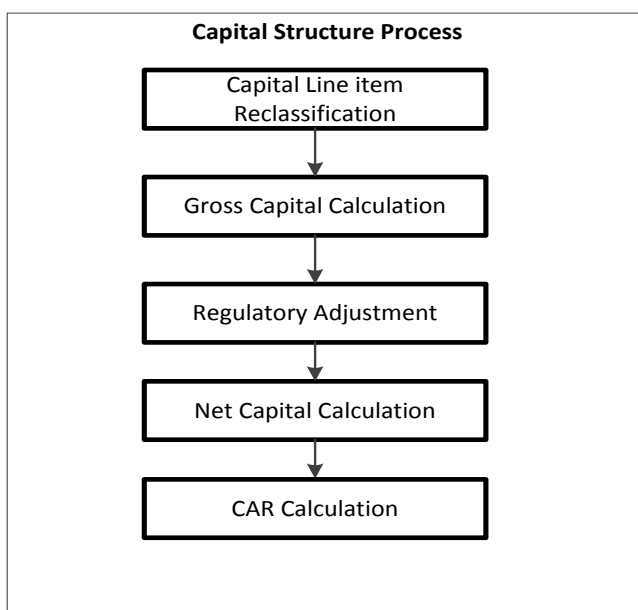 Capital Structure Process
Capital Line item
Reclassification
Gross Capital Calculation
Regulatory Adjustment
Net Capital Calculation
CAR Calculation